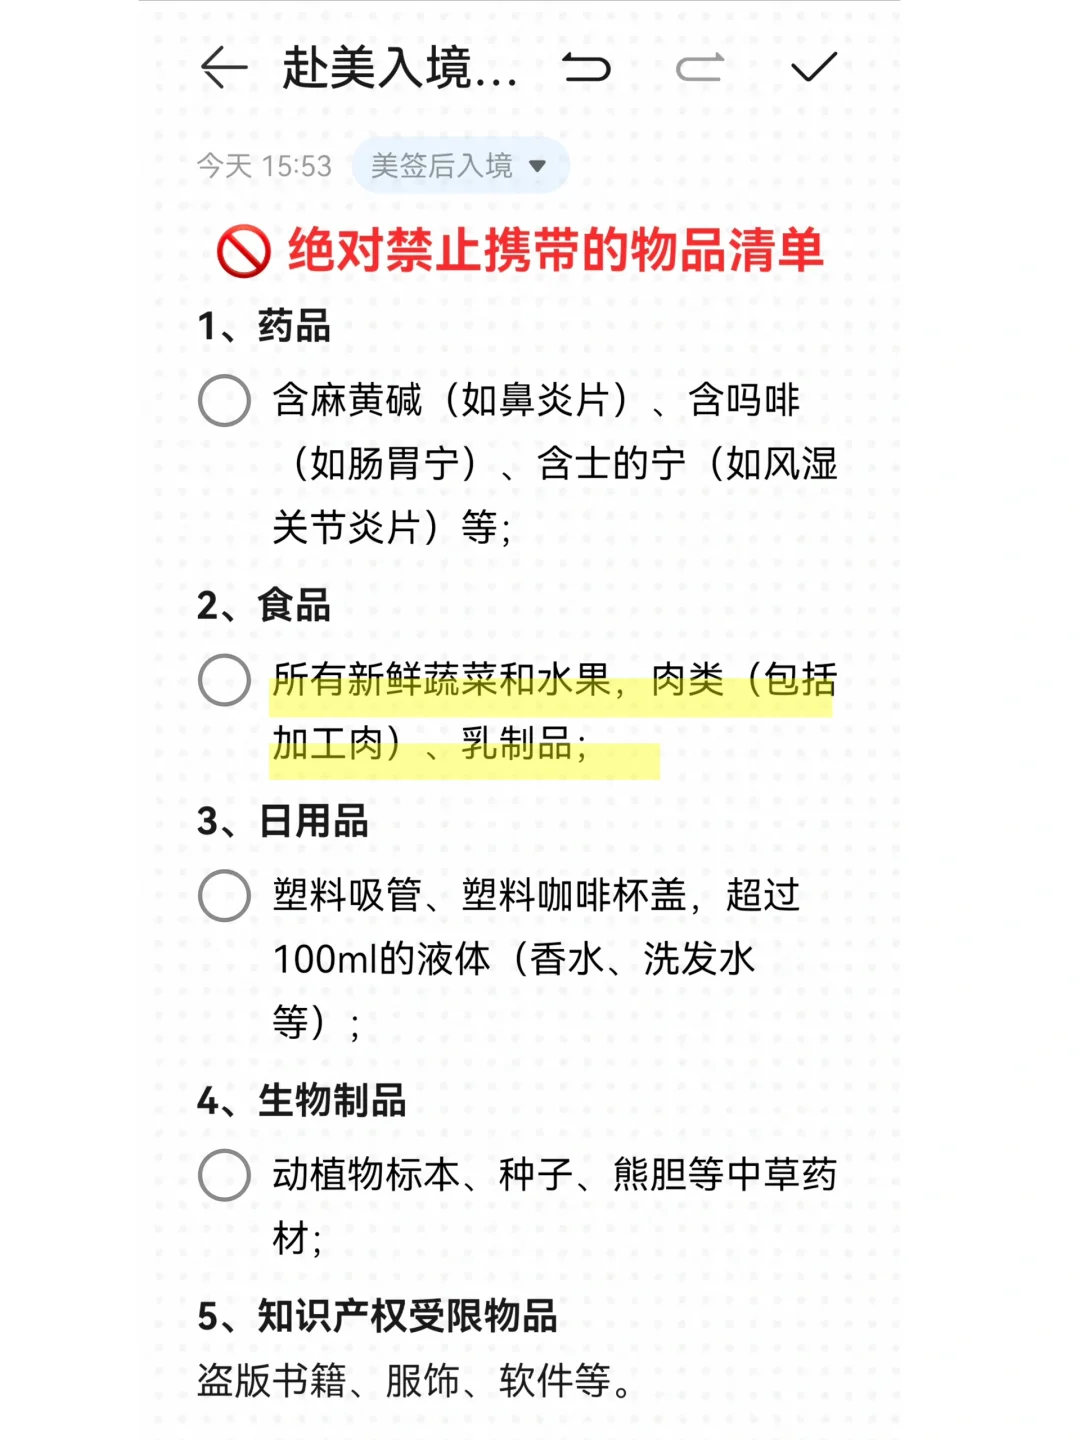 赴美入境...
今天 15:53 美签后入境
绝对禁止携带的物品清单
1、药品
含麻黄碱（如鼻炎片）、含吗啡
（如肠胃宁）、含士的宁（如风湿
关节炎片）等；
2、食品
所有新鲜蔬菜和水果，肉类（包括
加工肉）、乳制品；
3、日用品
塑料吸管、塑料咖啡杯盖，超过
100ml的液体（香水、洗发水
等）；
4、生物制品
动植物标本、种子、熊胆等中草药
材；
5、知识产权受限物品
盗版书籍、服饰、软件等。